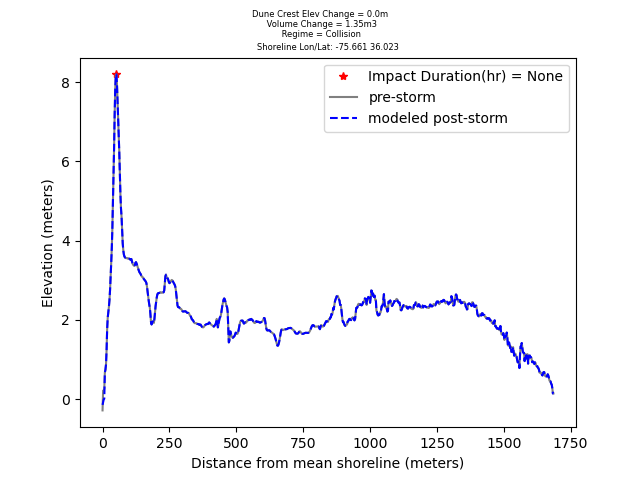 Dune Crest Elev Change = 0.0m
Volume Change = 1.35m3
Regime = Collision
Shoreline Lon/Lat: -75.661 36.023
Impact Duration(hr) = None
pre-storm
modeled post-storm
Elevation (meters)
8
6
4
2
0
0 250 500 750 1000 1250 1500 1750
Distance from mean shoreline (meters)